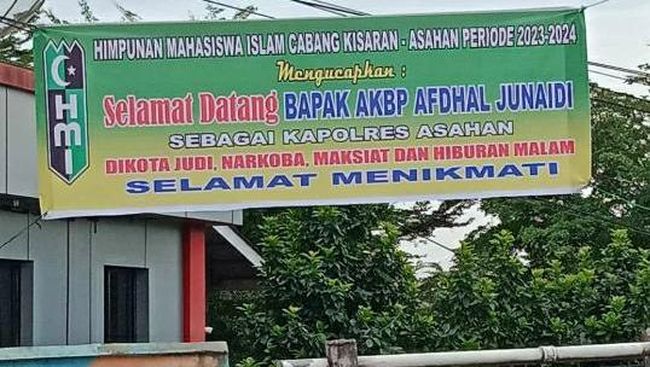 HIMPUNAN MAHASISWA ISLAM CABANG KISARAN - ASAHAN PERIODE 2023-2024
Mengucapkan :
Selamat Datang BAPAK AKBP AFDHAL JUNAIDI
SEBAGAI KAPOLRES ASAHAN
DIKOTA JUDI, NARKOBA, MAKSIAT DAN HIBURAN MALAM
SELAMAT MENIKMATI
HMI